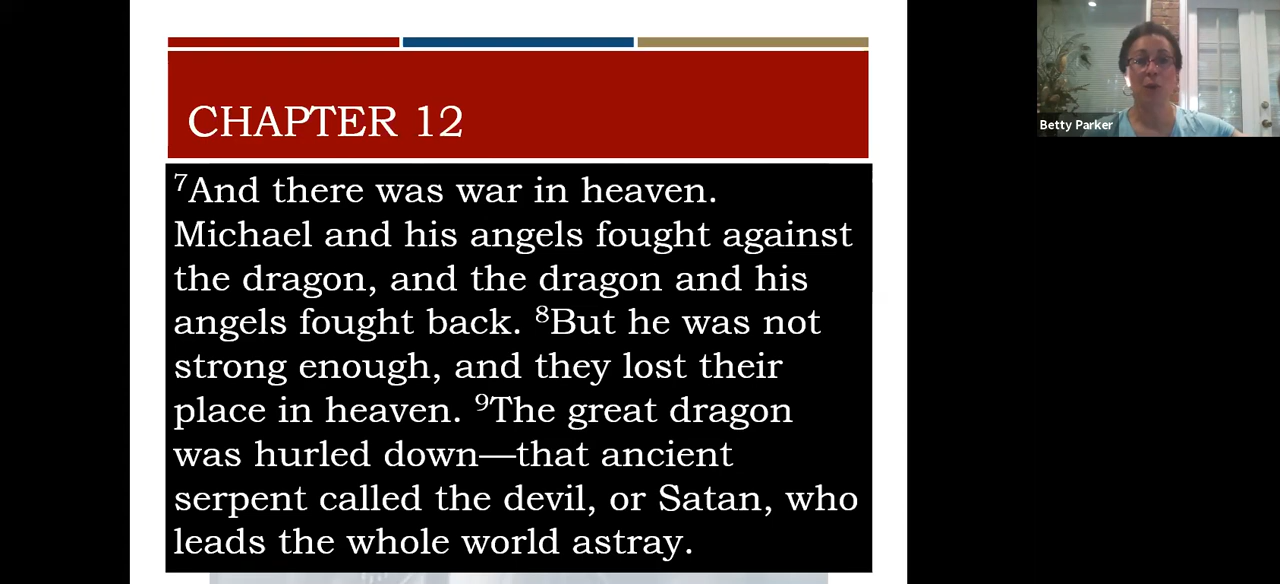 CHAPTER 12
⁷And there was war in heaven.
Michael and his angels fought against
the dragon, and the dragon and his
angels fought back. ⁸But he was not
strong enough, and they lost their
place in heaven. ⁹The great dragon
was hurled down—that ancient
serpent called the devil, or Satan, who
leads the whole world astray.
Betty Parker